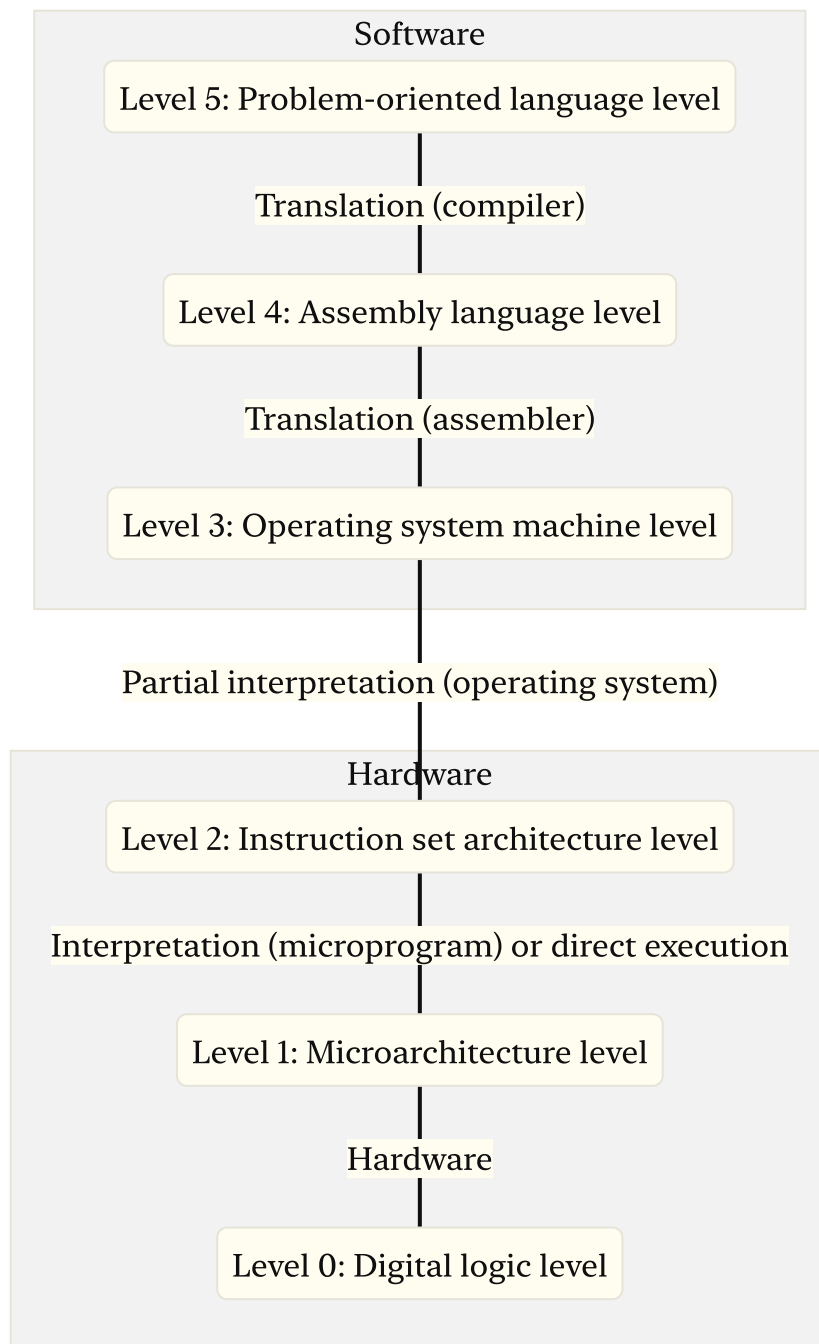 Software
Level 5: Problem-oriented language level
Translation (compiler)
Level 4: Assembly language level
Translation (assembler)
Level 3: Operating system machine level
Partial interpretation (operating system)
Hardware
Level 2: Instruction set architecture level
Interpretation (microprogram) or direct execution
Level 1: Microarchitecture level
Hardware
Level 0: Digital logic level